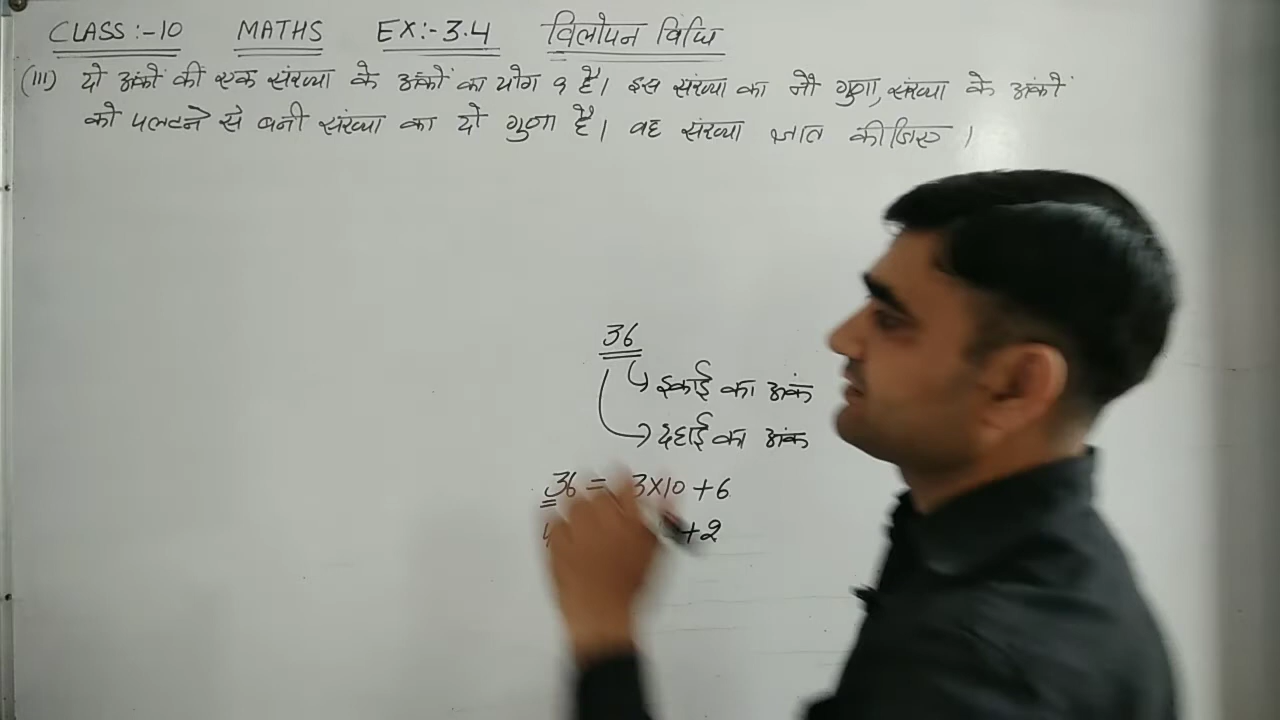 CLASS:-10 MATHS EX:-3.4 विलोपन विधि
(III) दो अंकों की एक संख्या के अंकों का योग 9 है। इस संख्या का नौ गुणा, संख्या के अंकों
को पलटने से बनी संख्या का दो गुणा है। वह संख्या ज्ञात कीजिए।
36
इकाई का अंक
दहाई का अंक
36 = 3×10 + 6
4 +2